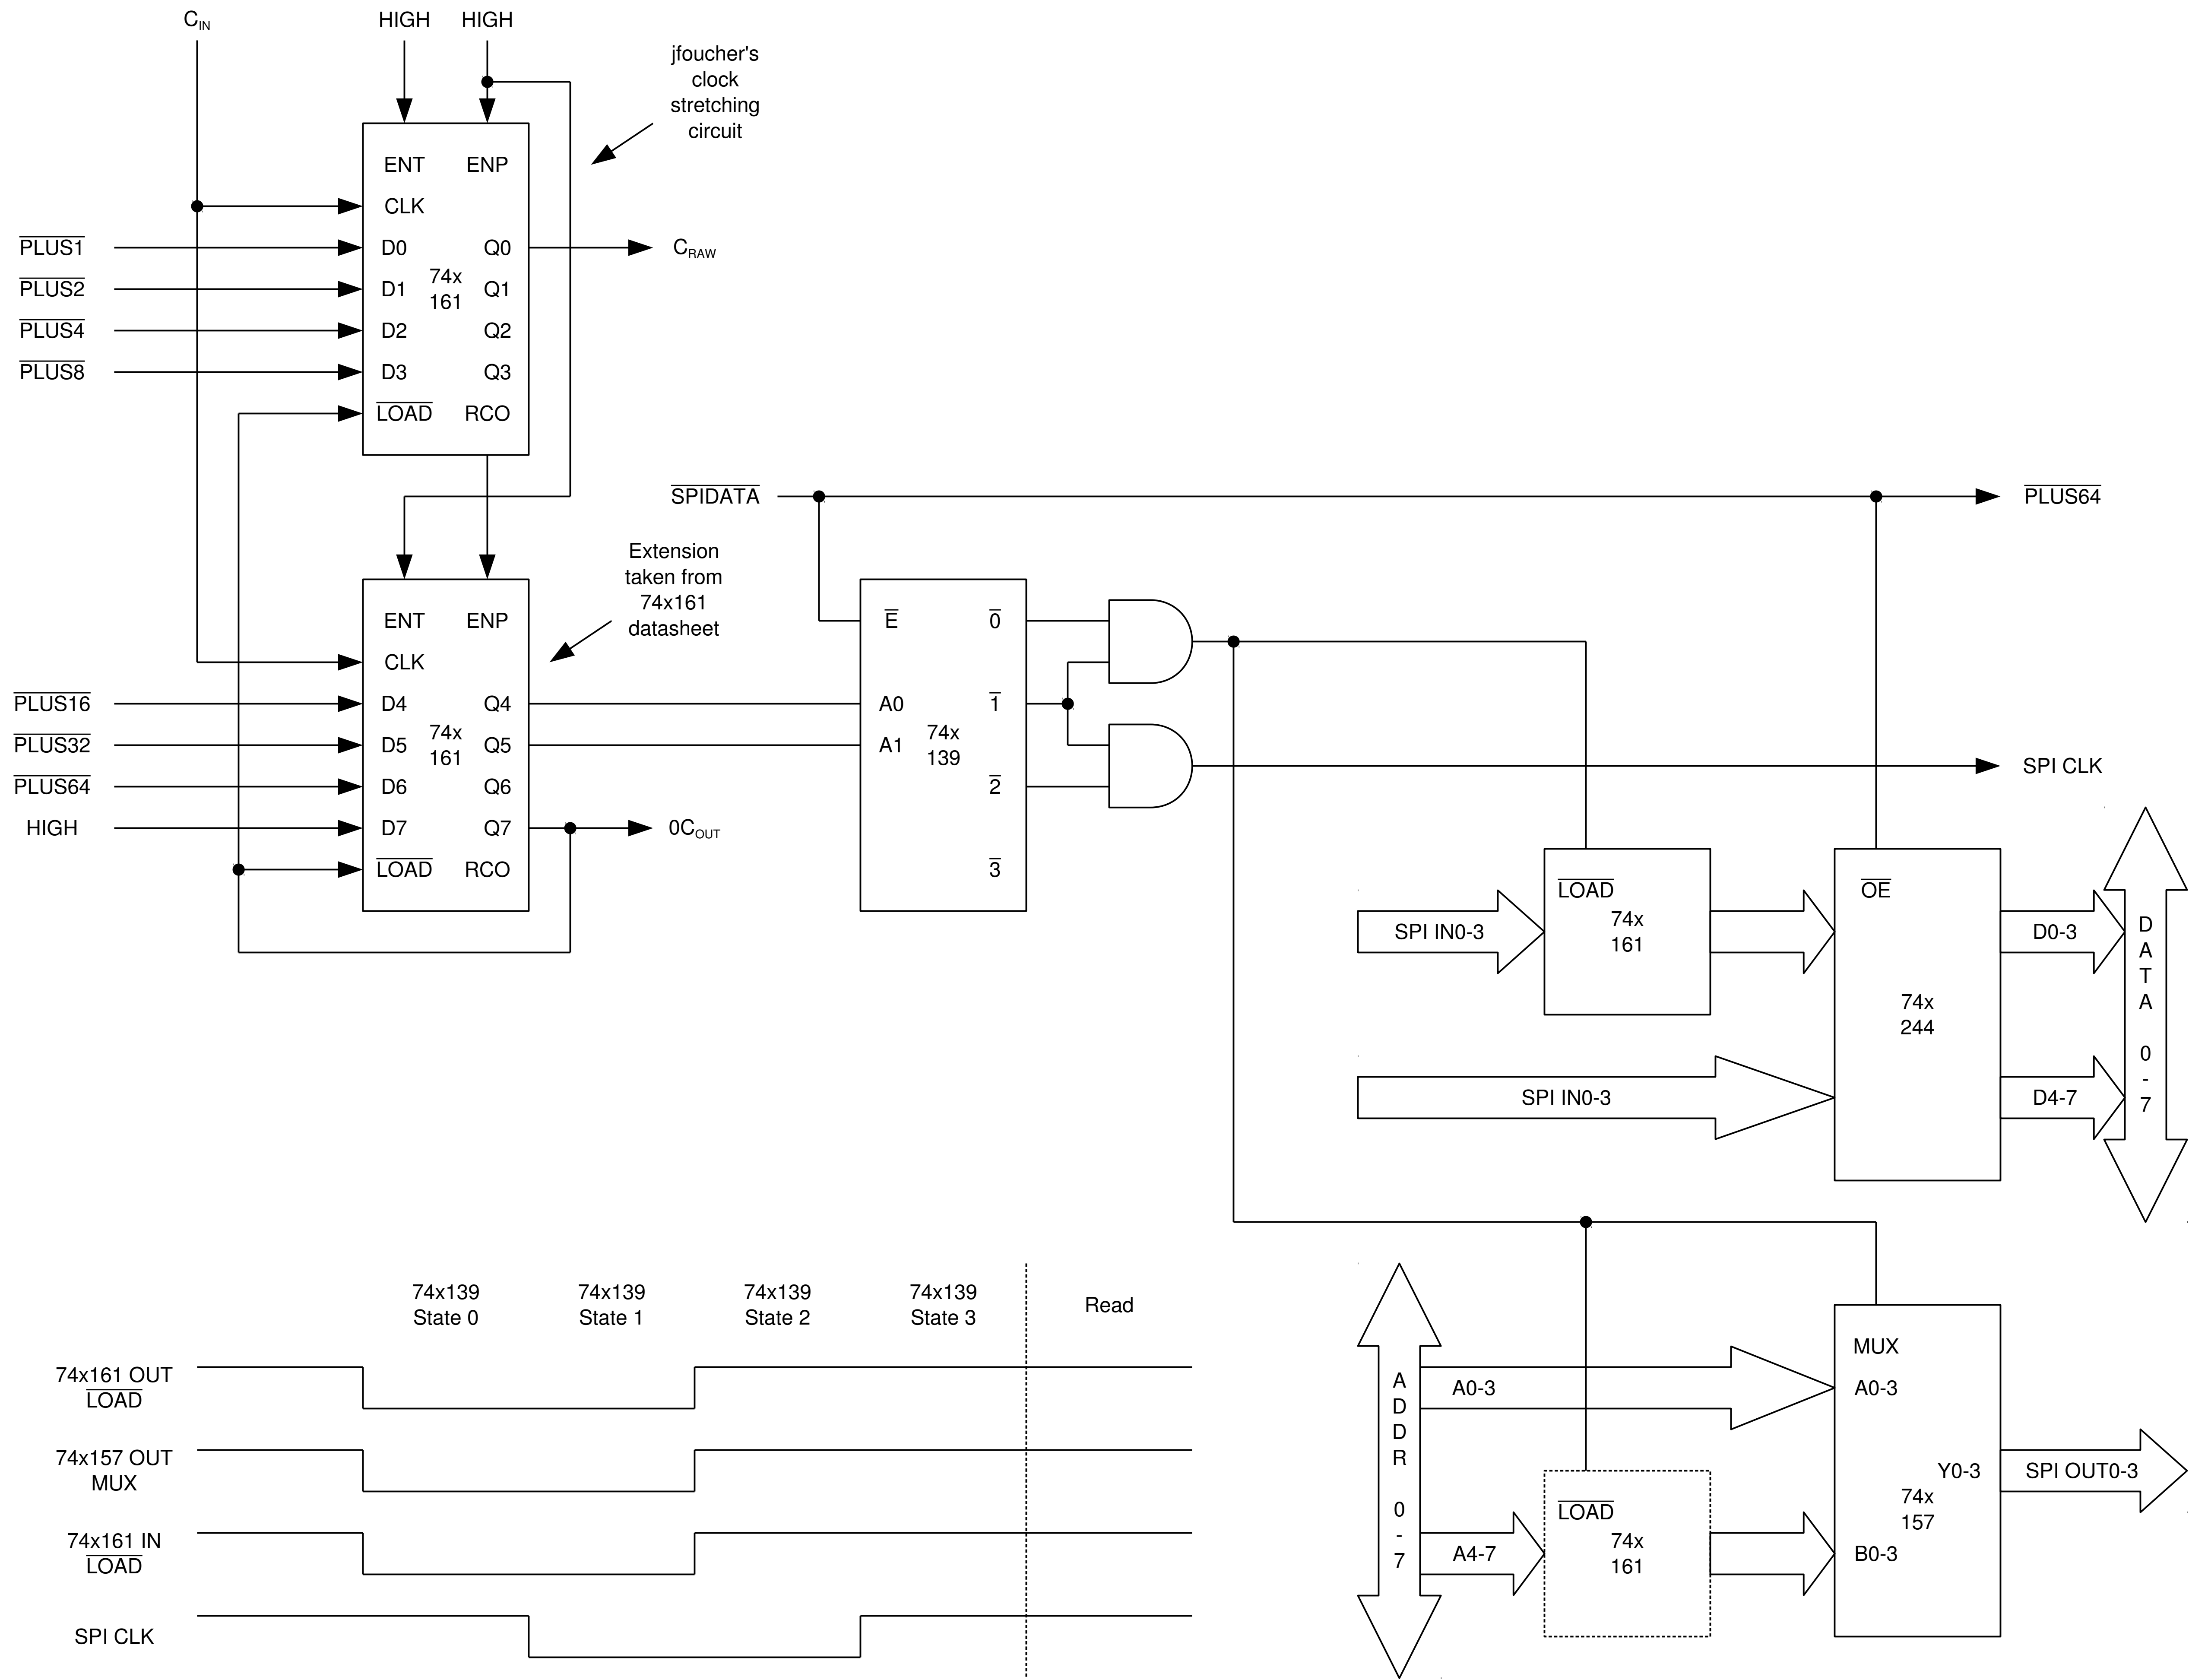 C_IN
HIGH
HIGH
jfoucher's
clock
stretching
circuit
ENT
ENP
CLK
PLUS1
D0
Q0
C_RAW
PLUS2
D1
Q1
74x
161
PLUS4
D2
Q2
PLUS8
D3
Q3
LOAD
RCO
SPIDATA
PLUS64
Extension
taken from
74x161
datasheet
ENT
ENP
CLK
PLUS16
D4
Q4
PLUS32
D5
Q5
74x
161
PLUS64
D6
Q6
HIGH
D7
Q7
0C_OUT
LOAD
RCO
E
0
A0
1
A1
74x
139
2
3
SPI CLK
SPI IN0-3
LOAD
74x
161
OE
74x
244
D0-3
SPI IN0-3
D4-7
D
A
T
A
0
-
7
74x139
State 0
74x139
State 1
74x139
State 2
74x139
State 3
Read
74x161 OUT
LOAD
74x157 OUT
MUX
74x161 IN
LOAD
SPI CLK
A
D
D
R
0
-
7
A0-3
A4-7
LOAD
74x
161
MUX
A0-3
Y0-3
74x
157
B0-3
SPI OUT0-3